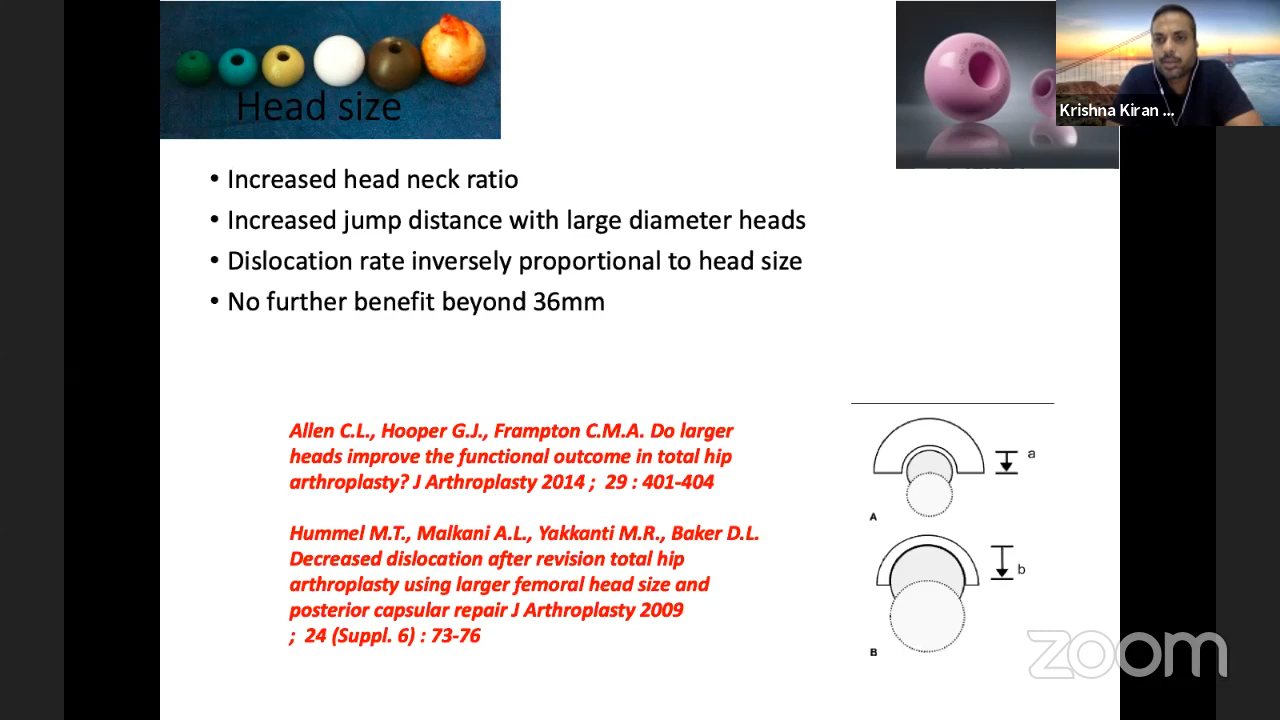 Head size
Krishna Kiran ...
• Increased head neck ratio
• Increased jump distance with large diameter heads
• Dislocation rate inversely proportional to head size
• No further benefit beyond 36mm
Allen C.L., Hooper G.J., Frampton C.M.A. Do larger
heads improve the functional outcome in total hip
arthroplasty? J Arthroplasty 2014 ; 29 : 401-404
Hummel M.T., Malkani A.L., Yakkanti M.R., Baker D.L.
Decreased dislocation after revision total hip
arthroplasty using larger femoral head size and
posterior capsular repair J Arthroplasty 2009
; 24 (Suppl. 6) : 73-76
a
A
b
B
zoom